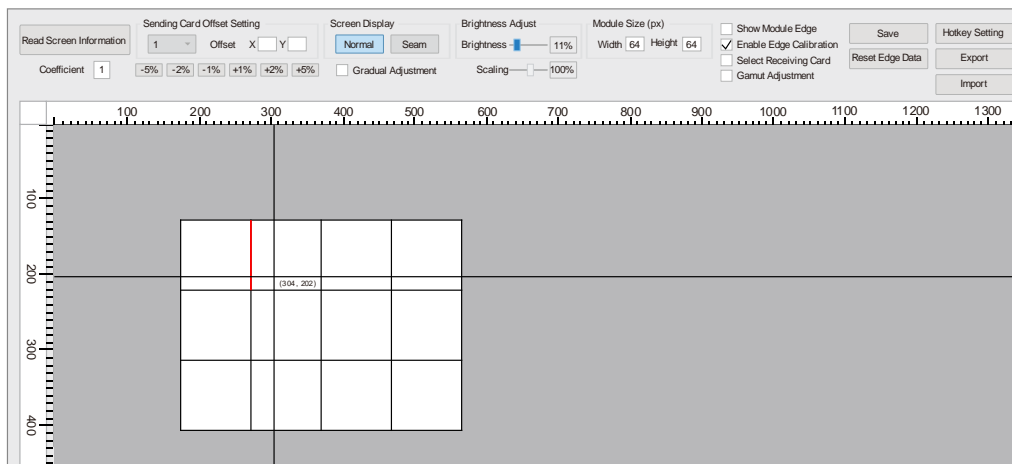 Read Screen Information
Sending Card Offset Setting
1 Offset X Y
Coefficient 1 -5% -2% -1% +1% +2% +5%
Screen Display
Normal Seam
Gradual Adjustment
Brightness Adjust
Brightness 11%
Scaling 100%
Module Size (px)
Width 64 Height 64
Show Module Edge
Enable Edge Calibration
Select Receiving Card
Gamut Adjustment
Save
Reset Edge Data
Hotkey Setting
Export
Import
100 200 300 400 500 600 700 800 900 1000 1100 1200 1300
100
200
300
400
(304, 202)